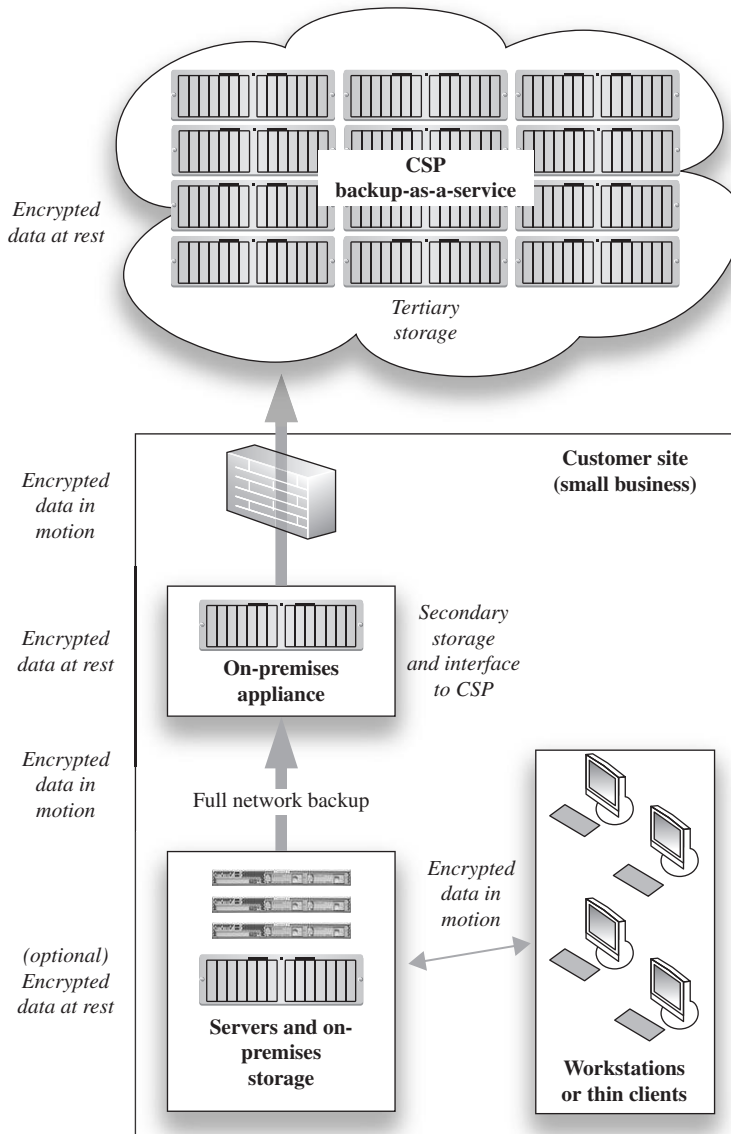 CSP
backup-as-a-service
Encrypted
data at rest
Tertiary
storage
Customer site
(small business)
Encrypted
data in
motion
Encrypted
data at rest
On-premises
appliance
Secondary
storage
and interface
to CSP
Encrypted
data in
motion
Full network backup
Encrypted
data in
motion
(optional)
Encrypted
data at rest
Servers and on-
premises
storage
Workstations
or thin clients